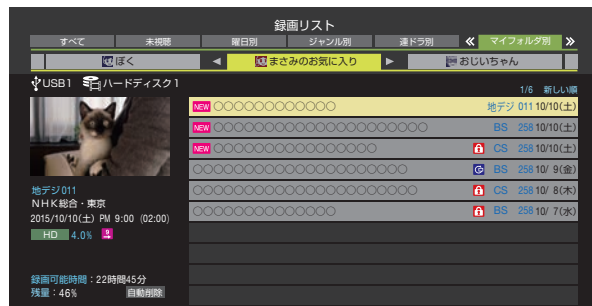 録画リスト
すべて 未視聴 曜日別 ジャンル別 連ドラ別 マイフォルダ別
ぼく まさみのお気に入り おじいちゃん
USB1 ハードディスク1
1/6 新しい順
NEW ○○○○○○○○○○○○○ 地デジ 011 10/10(土)
NEW ○○○○○○○○○○○○○○○○○○○○○○ BS 258 10/10(土)
NEW ○○○○○○○○○○○○○○○○○ CS 258 10/10(土)
○○○○○○○○○○○○○○○○○○○○○○ G BS 258 10/ 9(金)
○○○○○○○○○○○○○○○○○○○○○○○ CS 258 10/ 8(木)
○○○○○○○○○○○○○○○ BS 258 10/ 7(水)
地デジ011
NHK総合・東京
2015/10/10(土) PM 9:00 (02:00)
HD 4.0% 9
録画可能時間：22時間45分
残量：46% 自動削除